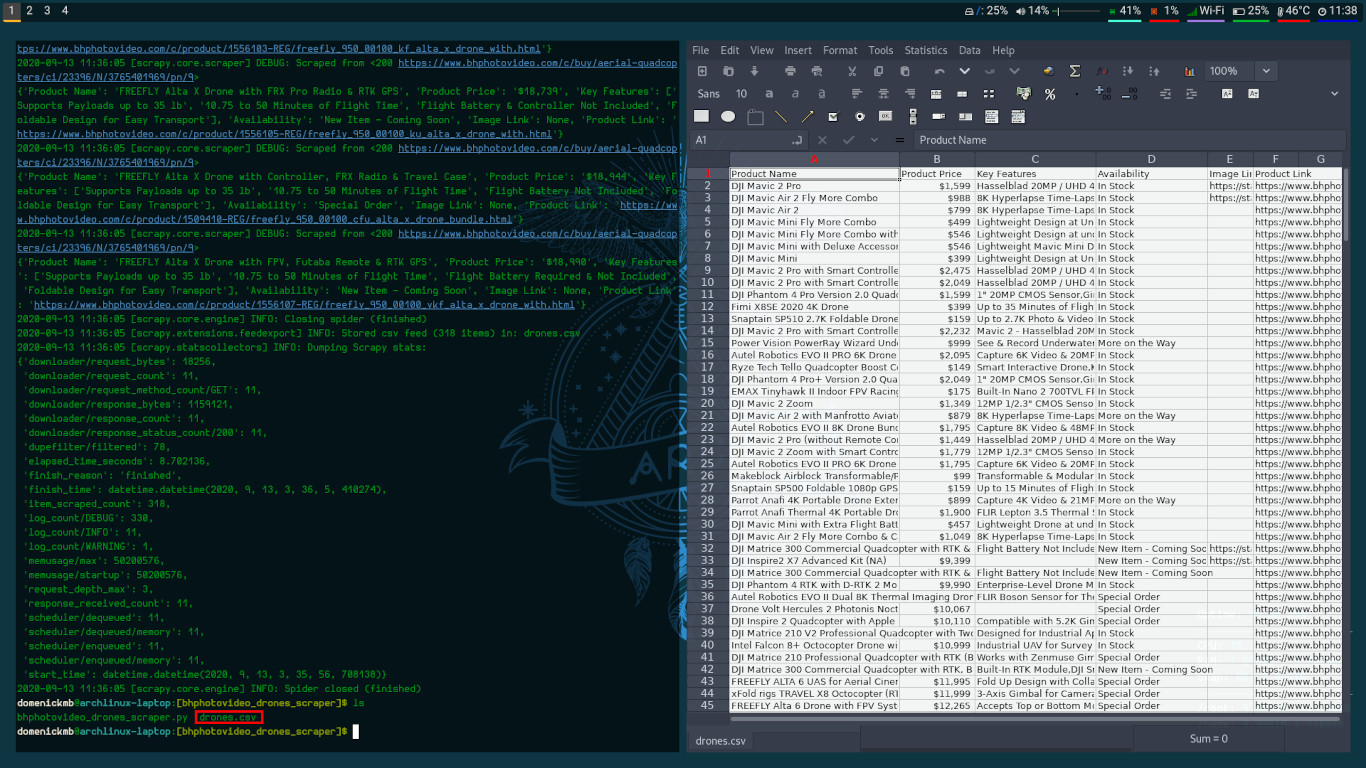 1 2 3 4
/: 25% 14% 41% 1% Wi-Fi 25% 46°C 11:38
tps://www.bhphotovideo.com/c/product/1556103-REG/freefly_950_00100_kf_alta_x_drone_with.html'}
2020-09-13 11:36:05 [scrapy.core.scraper] DEBUG: Scraped from <200 https://www.bhphotovideo.com/c/buy/aerial-quadcop
ters/ci/23396/N/3765401969/pn/9>
{'Product Name': 'FREEFLY Alta X Drone with FRX Pro Radio & RTK GPS', 'Product Price': '$18,739', 'Key Features': ['
Supports Payloads up to 35 lb', '10.75 to 50 Minutes of Flight Time', 'Flight Battery & Controller Not Included', 'F
oldable Design for Easy Transport'], 'Availability': 'New Item - Coming Soon', 'Image Link': None, 'Product Link': '
https://www.bhphotovideo.com/c/product/1556105-REG/freefly_950_00100_ku_alta_x_drone_with.html'}
2020-09-13 11:36:05 [scrapy.core.scraper] DEBUG: Scraped from <200 https://www.bhphotovideo.com/c/buy/aerial-quadcop
ters/ci/23396/N/3765401969/pn/9>
{'Product Name': 'FREEFLY Alta X Drone with Controller, Futaba Remote & Travel Case', 'Product Price': '$18,944', 'Key F
eatures': ['Supports Payloads up to 35 lb', '10.75 to 50 Minutes of Flight Time', 'Flight Battery Not Included', 'Fo
ldable Design for Easy Transport'], 'Availability': 'Special Order', 'Image Link': None, 'Product Link': 'https://ww
w.bhphotovideo.com/c/product/1509410-REG/freefly_950_00100_cfu_alta_x_drone_bundle.html'}
2020-09-13 11:36:05 [scrapy.core.scraper] DEBUG: Scraped from <200 https://www.bhphotovideo.com/c/buy/aerial-quadcop
ters/ci/23396/N/3765401969/pn/9>
{'Product Name': 'FREEFLY Alta X Drone with FPV, Futaba Remote & RTK GPS', 'Product Price': '$18,990', 'Key Features
': ['Supports Payloads up to 35 lb', '10.75 to 50 Minutes of Flight Time', 'Flight Battery Required & Not Included',
'Foldable Design for Easy Transport'], 'Availability': 'New Item - Coming Soon', 'Image Link': None, 'Product Link'
: 'https://www.bhphotovideo.com/c/product/1556107-REG/freefly_950_00100_vkf_alta_x_drone_with.html'}
2020-09-13 11:36:05 [scrapy.core.engine] INFO: Closing spider (finished)
2020-09-13 11:36:05 [scrapy.extensions.feedexport] INFO: Stored csv feed (318 items) in: drones.csv
2020-09-13 11:36:05 [scrapy.statscollectors] INFO: Dumping Scrapy stats:
{'downloader/request_bytes': 18256,
'downloader/request_count': 11,
'downloader/request_method_count/GET': 11,
'downloader/response_bytes': 1159121,
'downloader/response_count': 11,
'downloader/response_status_count/200': 11,
'dupefilter/filtered': 78,
'elapsed_time_seconds': 8.702136,
'finish_reason': 'finished',
'finish_time': datetime.datetime(2020, 9, 13, 3, 36, 5, 410274),
'item_scraped_count': 318,
'log_count/DEBUG': 330,
'log_count/INFO': 11,
'log_count/WARNING': 1,
'memusage/max': 50200576,
'memusage/startup': 50200576,
'request_depth_max': 3,
'response_received_count': 11,
'scheduler/dequeued': 11,
'scheduler/dequeued/memory': 11,
'scheduler/enqueued': 11,
'scheduler/enqueued/memory': 11,
'start_time': datetime.datetime(2020, 9, 13, 3, 35, 56, 708138)}
2020-09-13 11:36:05 [scrapy.core.engine] INFO: Spider closed (finished)
domenickmb@archlinux-laptop:[bhphotovideo_drones_scraper]$ ls
bhphotovideo_drones_scraper.py drones.csv
domenickmb@archlinux-laptop:[bhphotovideo_drones_scraper]$
File Edit View Insert Format Tools Statistics Data Help
100%
Sans 10
A1 = Product Name
B C D E F G
1 Product Name Product Price Key Features Availability Image Lin Product Link
2 DJI Mavic 2 Pro $1,599 Hasselblad 20MP / UHD 4 In Stock https://st https://www.bhpho
3 DJI Mavic Air 2 Fly More Combo $988 8K Hyperlapse Time-Laps In Stock https://st https://www.bhpho
4 DJI Mavic Air 2 $799 8K Hyperlapse Time-Laps In Stock https://www.bhpho
5 DJI Mavic Mini Fly More Combo $499 Lightweight Design at Un In Stock https://www.bhpho
6 DJI Mavic Mini Fly More Combo with $546 Lightweight Design at un In Stock https://www.bhpho
7 DJI Mavic Mini with Deluxe Accessor $546 Lightweight Mavic Mini D In Stock https://www.bhpho
8 DJI Mavic Mini $399 Lightweight Design at Un In Stock https://www.bhpho
9 DJI Mavic 2 Pro with Smart Controlle $2,475 Hasselblad 20MP / UHD 4 In Stock https://www.bhpho
10 DJI Mavic 2 Pro with Smart Controlle $2,049 Hasselblad 20MP / UHD 4 In Stock https://www.bhpho
11 DJI Phantom 4 Pro Version 2.0 Quad $1,599 1" 20MP CMOS Sensor,Gi In Stock https://www.bhpho
12 Fimi X8SE 2020 4K Drone $399 Up to 35 Minutes of Fligh In Stock https://www.bhpho
13 Snaptain SP510 2.7K Foldable Drone $159 Up to 2.7K Photo & Video In Stock https://www.bhpho
14 DJI Mavic 2 Pro with Smart Controlle $2,232 Mavic 2 - Hasselblad 20M In Stock https://www.bhpho
15 Power Vision PowerRay Wizard Unde $999 See & Record Underwater More on the Way https://www.bhpho
16 Autel Robotics EVO II PRO 6K Drone $2,095 Capture 6K Video & 20MP In Stock https://www.bhpho
17 Ryze Tech Tello Quadcopter Boost C $149 Smart Interactive Drone,H In Stock https://www.bhpho
18 DJI Phantom 4 Pro+ Version 2.0 Qua $2,049 1" 20MP CMOS Sensor,Gi In Stock https://www.bhpho
19 EMAX Tinyhawk II Indoor FPV Racing $175 Built-In Nano 2 700TVL Fl In Stock https://www.bhpho
20 DJI Mavic 2 Zoom $1,349 12MP 1/2.3" CMOS Senso In Stock https://www.bhpho
21 DJI Mavic Air 2 with Manfrotto Aviato $879 8K Hyperlapse Time-Laps More on the Way https://www.bhpho
22 Autel Robotics EVO II 8K Drone Bund $1,795 Capture 8K Video & 48MP In Stock https://www.bhpho
23 DJI Mavic 2 Pro (without Remote Co $1,449 Hasselblad 20MP / UHD 4 More on the Way https://www.bhpho
24 DJI Mavic 2 Zoom with Smart Contro $1,779 12MP 1/2.3" CMOS Senso In Stock https://www.bhpho
25 Autel Robotics EVO II PRO 6K Drone $1,795 Capture 6K Video & 20MP In Stock https://www.bhpho
26 Makeblock Airblock Transformable/P $99 Transformable & Modular In Stock https://www.bhpho
27 Snaptain SP500 Foldable 1080p GPS $159 Up to 15 Minutes of Fligh In Stock https://www.bhpho
28 Parrot Anafi 4K Portable Drone Exter $899 Capture 4K Video & 21MF More on the Way https://www.bhpho
29 Parrot Anafi Thermal 4K Portable Dro $1,900 FLIR Lepton 3.5 Thermal S In Stock https://www.bhpho
30 DJI Mavic Mini with Extra Flight Batt $457 Lightweight Drone at und In Stock https://www.bhpho
31 DJI Mavic Air 2 Fly More Combo & C $1,049 8K Hyperlapse Time-Laps In Stock https://www.bhpho
32 DJI Matrice 300 Commercial Quadcopter with RTK & Flight Battery Not Include New Item - Coming Soc https://st https://www.bhpho
33 DJI Inspire2 X7 Advanced Kit (NA) $9,399 New Item - Coming Soc https://st https://www.bhpho
34 DJI Matrice 300 Commercial Quadcopter with RTK & Flight Battery Not Include New Item - Coming Soon https://www.bhpho
35 DJI Phantom 4 RTK with D-RTK 2 Mo $9,990 Enterprise-Level Drone M In Stock https://www.bhpho
36 Autel Robotics EVO II Dual 8K Thermal Imaging Dron FLIR Boson Sensor for The Special Order https://www.bhpho
37 Drone Volt Hercules 2 Photonis Noct $10,067 Special Order https://www.bhpho
38 DJI Inspire 2 Quadcopter with Apple $10,110 Compatible with 5.2K Gim Special Order https://www.bhpho
39 DJI Matrice 210 V2 Professional Quadcopter with Two Designed for Industrial Ap In Stock https://www.bhpho
40 Intel Falcon 8+ Octocopter Drone wi $10,999 Industrial UAV for Survey In Stock https://www.bhpho
41 DJI Matrice 210 Professional Quadcopter with RTK (B Works with Zenmuse Gim Special Order https://www.bhpho
42 DJI Matrice 300 Commercial Quadcopter with RTK, B Built-In RTK Module,DJI S New Item - Coming Soon https://www.bhpho
43 FREEFLY ALTA 6 UAS for Aerial Ciner $11,995 Fold Up Design with Colla Special Order https://www.bhpho
44 xFold rigs TRAVEL X8 Octocopter (RT $11,999 3-Axis Gimbal for Camera Special Order https://www.bhpho
45 FREEFLY Alta 6 Drone with FPV Syst $12,265 Accepts Top or Bottom Mo Special Order https://www.bhpho
drones.csv Sum = 0